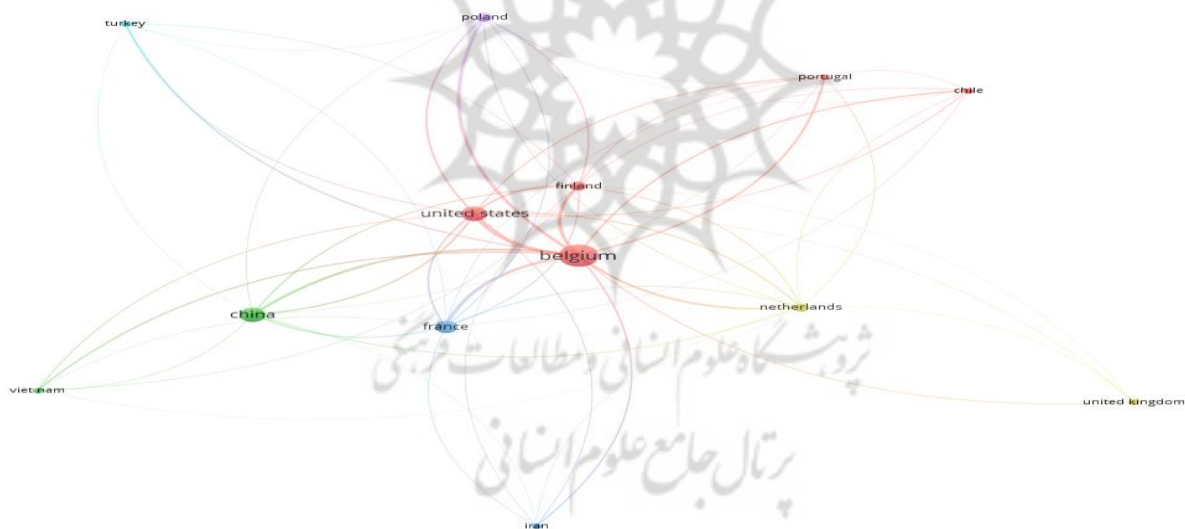 turkey
poland
portugal
chile
finland
united states
belgium
netherlands
china
france
viet nam
united kingdom
iran
پژوهشگاه علوم انسانی و مطالعات فرهنگی
پرتال جامع علوم انسانی